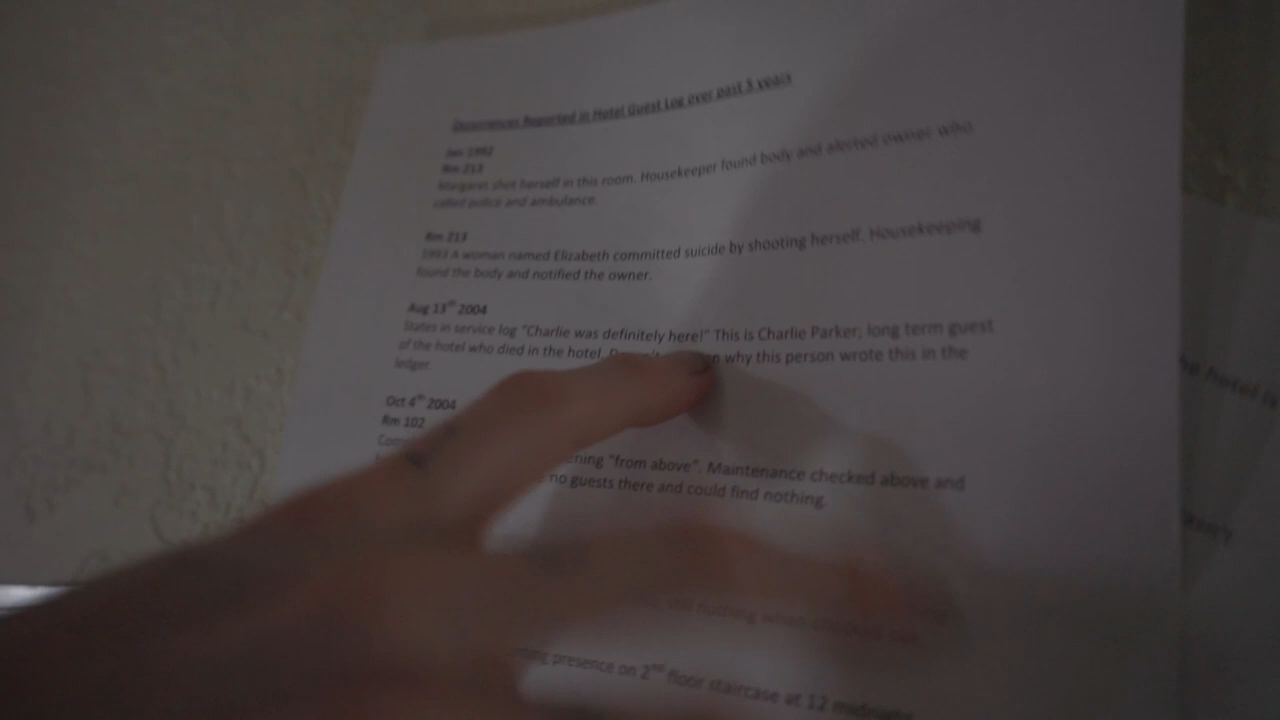 Occurrences Reported in Hotel Guest Log over past 5 years
Jan 1992
Rm 213
Margaret shot herself in this room. Housekeeper found body and alerted owner who
called police and ambulance.
Rm 213
1993 A woman named Elizabeth committed suicide by shooting herself. Housekeeping
found the body and notified the owner.
Aug 13th 2004
States in service log "Charlie was definitely here!" This is Charlie Parker; long term guest
of the hotel who died in the hotel. why this person wrote this in the
ledger.
Oct 4th 2004
Rm 102
"from above". Maintenance checked above and
no guests there and could find nothing.
still nothing when
presence on 2nd floor staircase at 12 midnight